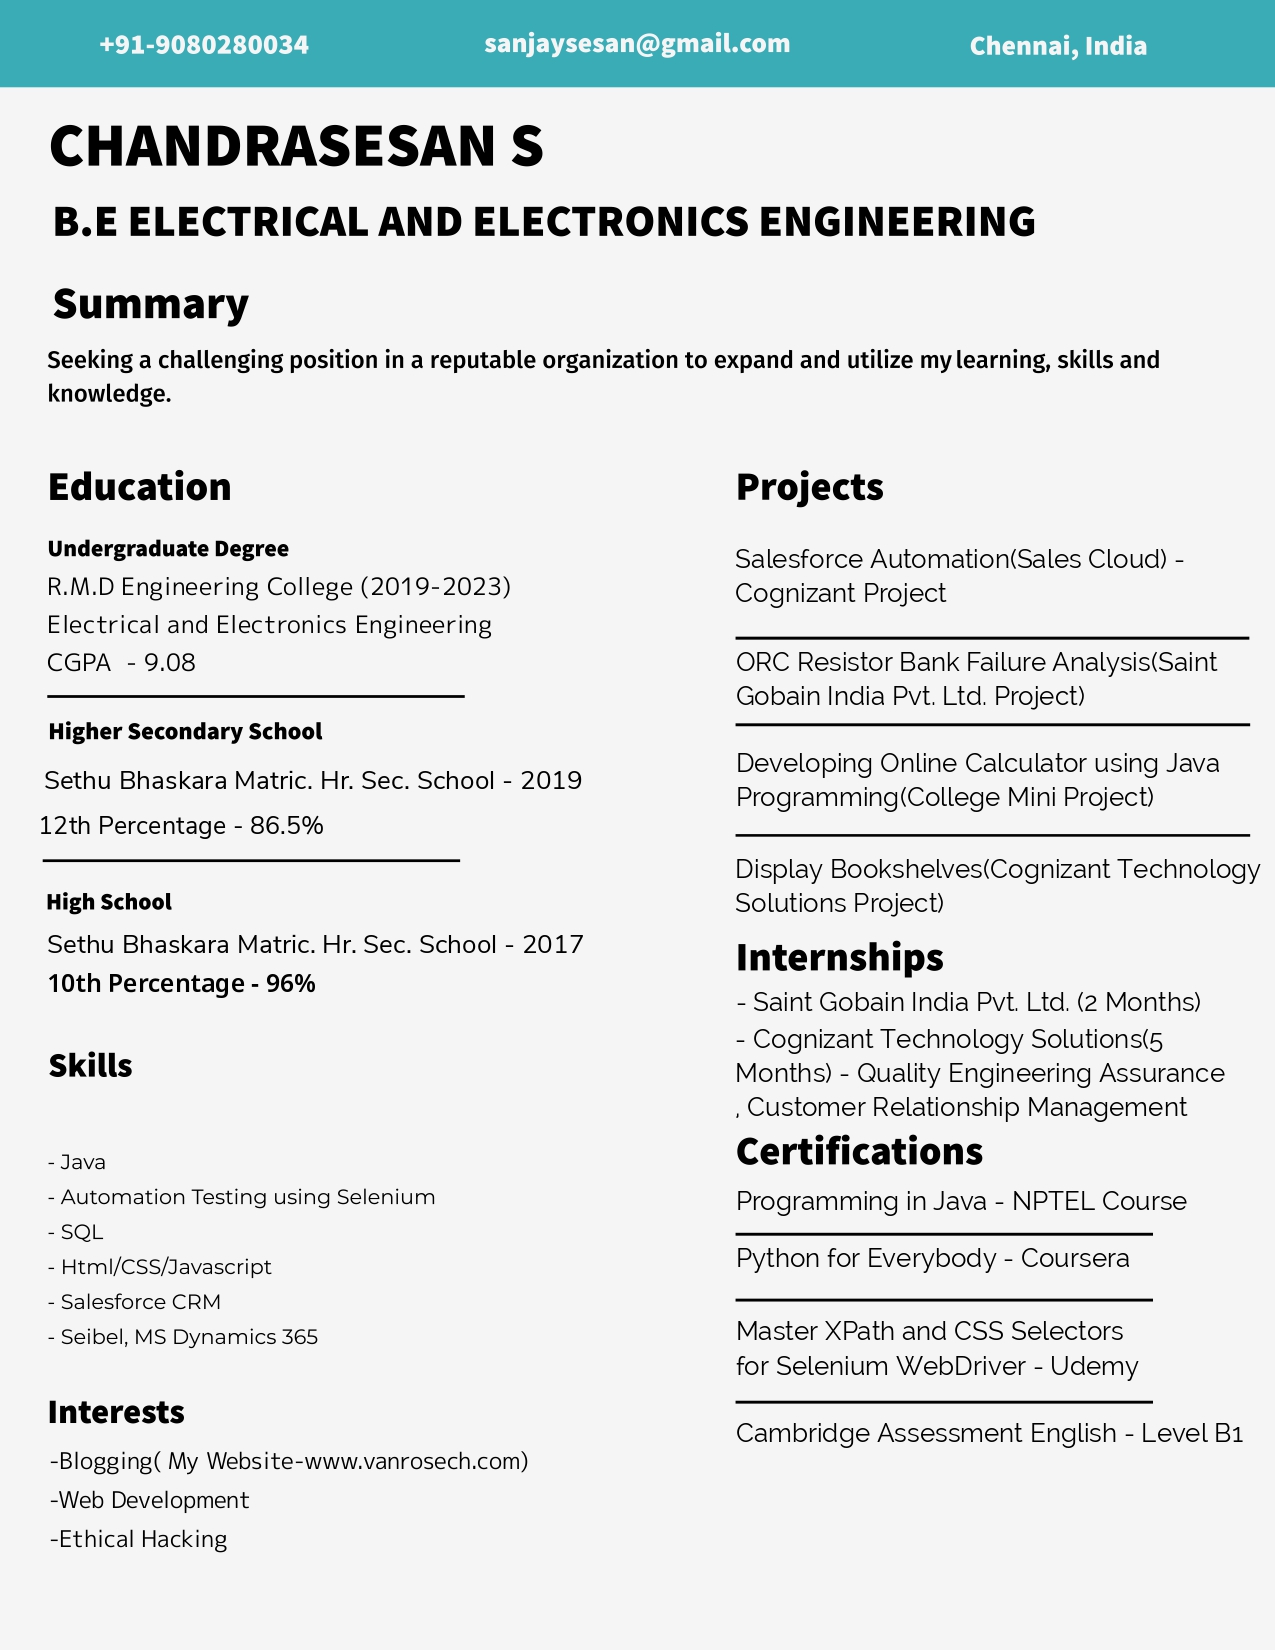 +91-9080280034
sanjaysesan@gmail.com
Chennai, India
CHANDRASESAN S
B.E ELECTRICAL AND ELECTRONICS ENGINEERING
Summary
Seeking a challenging position in a reputable organization to expand and utilize my learning, skills and
knowledge.
Education
Undergraduate Degree
R.M.D Engineering College (2019-2023)
Electrical and Electronics Engineering
CGPA - 9.08
Higher Secondary School
Sethu Bhaskara Matric. Hr. Sec. School - 2019
12th Percentage - 86.5%
High School
Sethu Bhaskara Matric. Hr. Sec. School - 2017
10th Percentage - 96%
Skills
- Java
- Automation Testing using Selenium
- SQL
- Html/CSS/Javascript
- Salesforce CRM
- Seibel, MS Dynamics 365
Interests
-Blogging( My Website-www.vanrosech.com)
-Web Development
-Ethical Hacking
Projects
Salesforce Automation(Sales Cloud) -
Cognizant Project
ORC Resistor Bank Failure Analysis(Saint
Gobain India Pvt. Ltd. Project)
Developing Online Calculator using Java
Programming(College Mini Project)
Display Bookshelves(Cognizant Technology
Solutions Project)
Internships
- Saint Gobain India Pvt. Ltd. (2 Months)
- Cognizant Technology Solutions(5
Months) - Quality Engineering Assurance
, Customer Relationship Management
Certifications
Programming in Java - NPTEL Course
Python for Everybody - Coursera
Master XPath and CSS Selectors
for Selenium WebDriver - Udemy
Cambridge Assessment English - Level B1